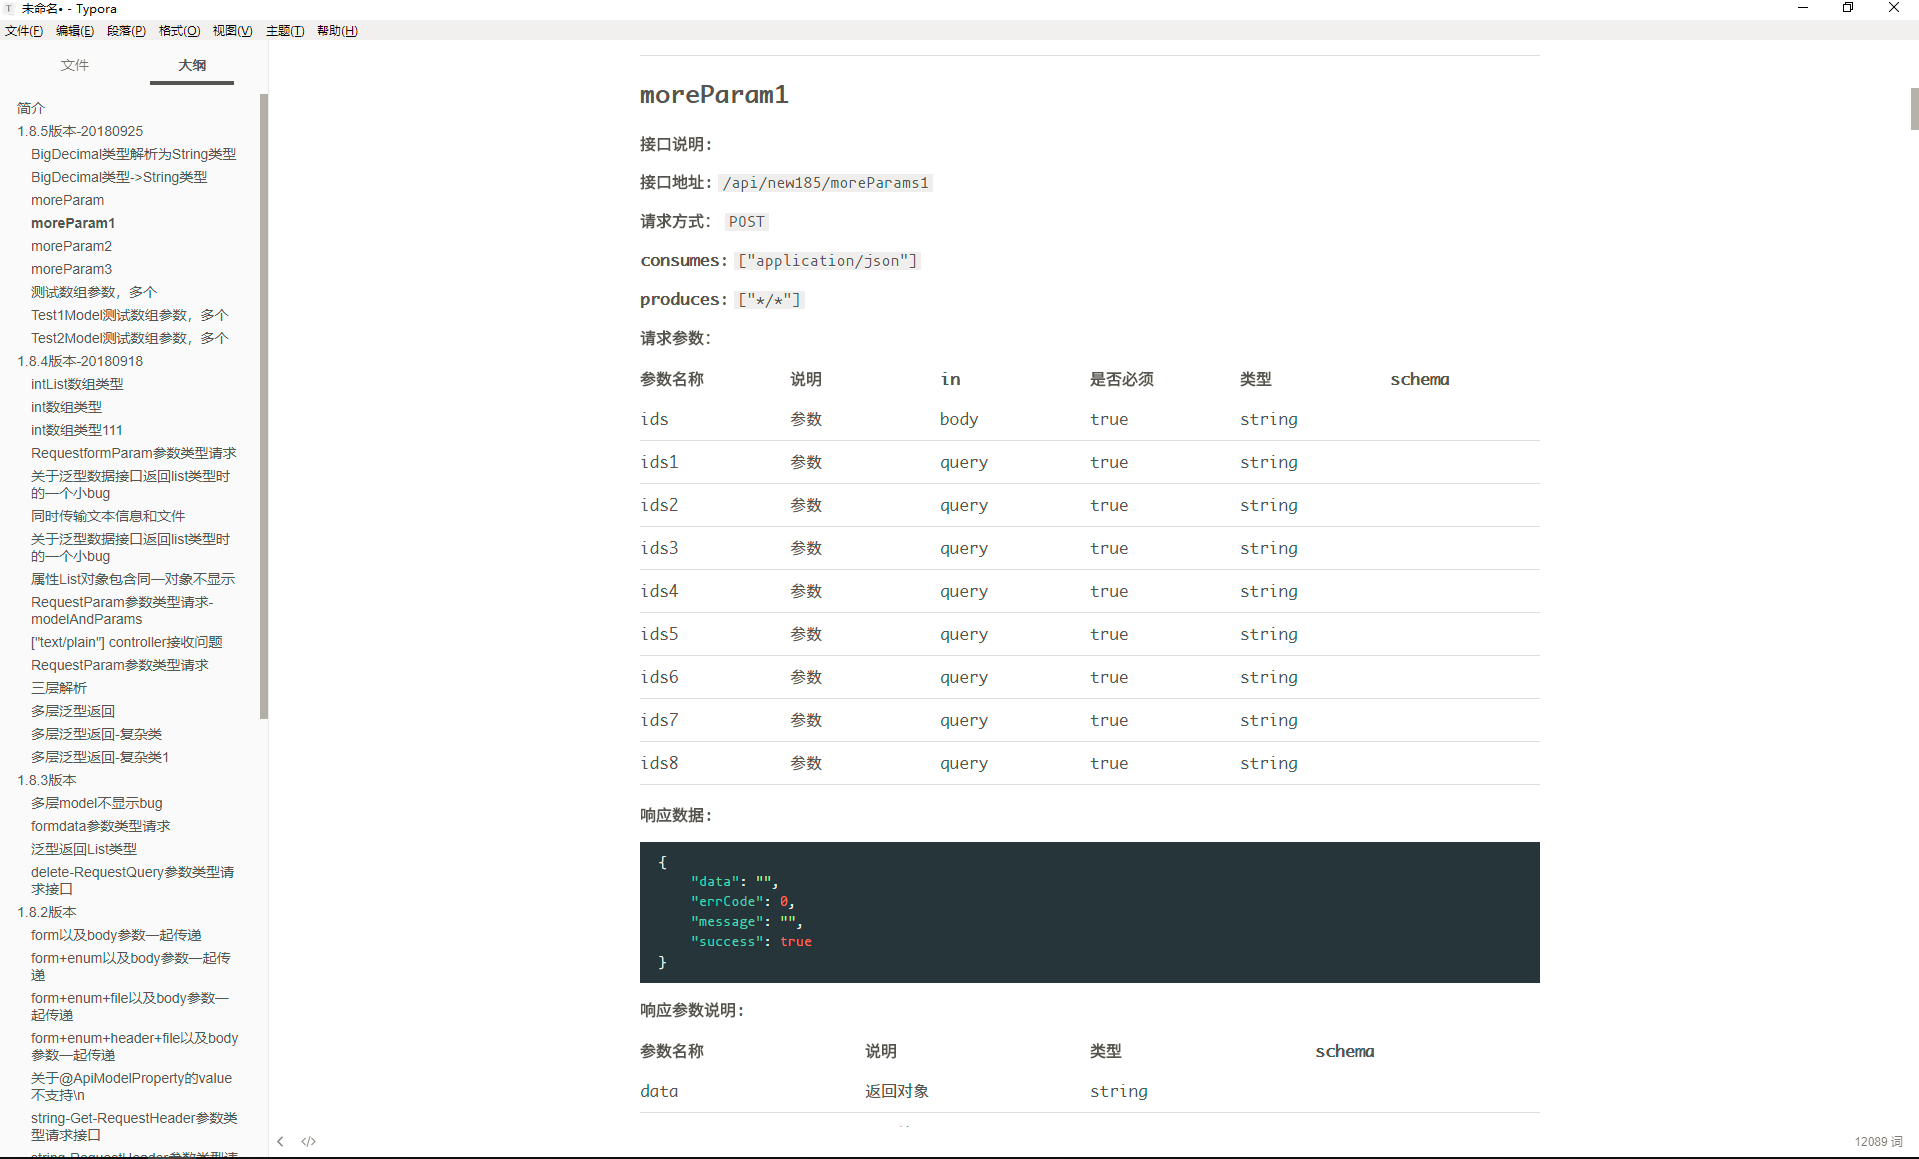 未命名• - Typora
文件(F) 编辑(E) 段落(P) 格式(O) 视图(V) 主题(T) 帮助(H)
文件 大纲
简介
1.8.5版本-20180925
BigDecimal类型解析为String类型
BigDecimal类型->String类型
moreParam
moreParam1
moreParam2
moreParam3
测试数组参数，多个
Test1Model测试数组参数，多个
Test2Model测试数组参数，多个
1.8.4版本-20180918
intList数组类型
int数组类型
int数组类型111
RequestformParam参数类型请求
关于泛型数据接口返回list类型时
的一个小bug
同时传输文本信息和文件
关于泛型数据接口返回list类型时
的一个小bug
属性List对象包含同一对象不显示
RequestParam参数类型请求-
modelAndParams
["text/plain"] controller接收问题
RequestParam参数类型请求
三层解析
多层泛型返回
多层泛型返回-复杂类
多层泛型返回-复杂类1
1.8.3版本
多层model不显示bug
formdata参数类型请求
泛型返回List类型
delete-RequestQuery参数类型请
求接口
1.8.2版本
form以及body参数一起传递
form+enum以及body参数一起传
递
form+enum+file以及body参数一
起传递
form+enum+header+file以及body
参数一起传递
关于@ApiModelProperty的value
不支持\n
string-Get-RequestHeader参数类
型请求接口
string-RequestHeader参数类型请
moreParam1
接口说明：
接口地址：/api/new185/moreParams1
请求方式： POST
consumes：["application/json"]
produces：["*/*"]
请求参数：
参数名称 说明 in 是否必须 类型 schema
ids 参数 body true string
ids1 参数 query true string
ids2 参数 query true string
ids3 参数 query true string
ids4 参数 query true string
ids5 参数 query true string
ids6 参数 query true string
ids7 参数 query true string
ids8 参数 query true string
响应数据：
{
"data": "",
"errCode": 0,
"message": "",
"success": true
}
响应参数说明：
参数名称 说明 类型 schema
data 返回对象 string
</> 12089 词